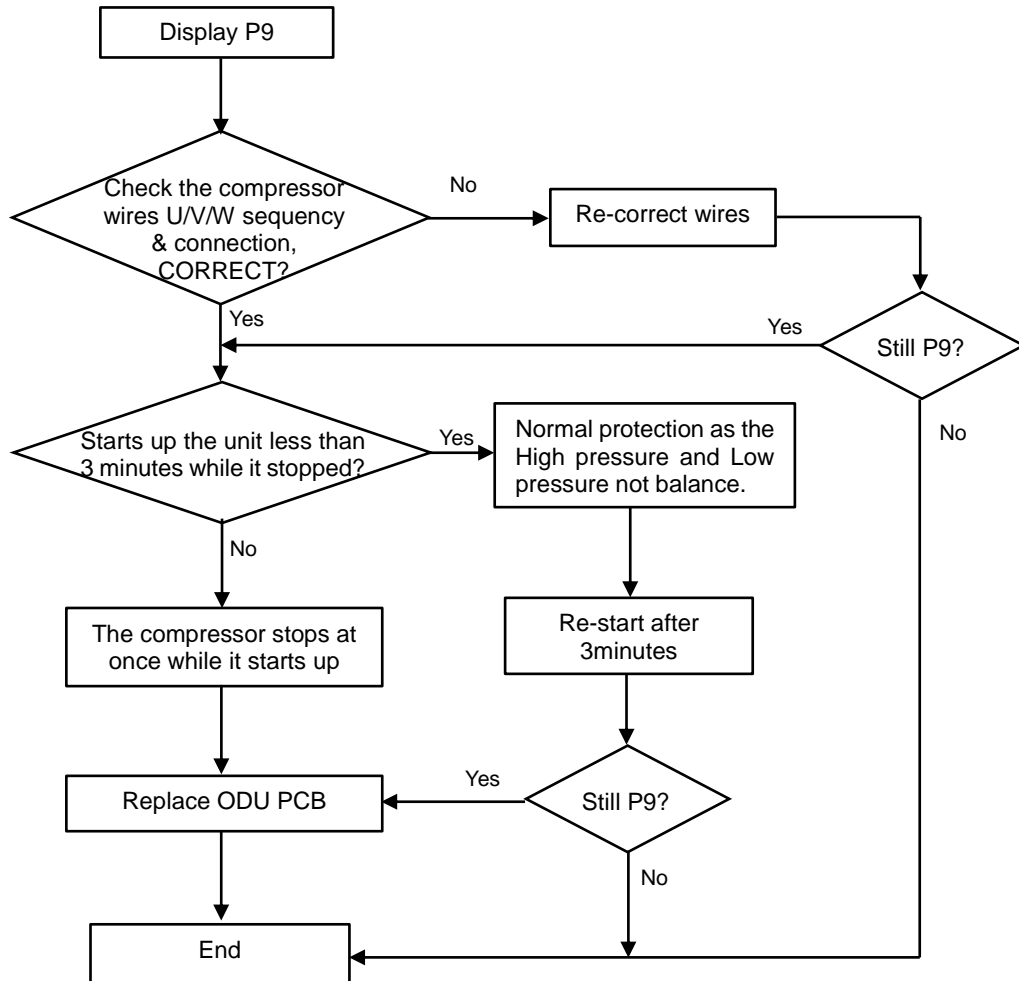 Display P9
Check the compressor
wires U/V/W sequency
& connection,
CORRECT?
No
Re-correct wires
Yes
Yes
Still P9?
Starts up the unit less than
3 minutes while it stopped?
Yes
Normal protection as the
High pressure and Low
pressure not balance.
No
No
The compressor stops at
once while it starts up
Re-start after
3minutes
Replace ODU PCB
Yes
Still P9?
No
End